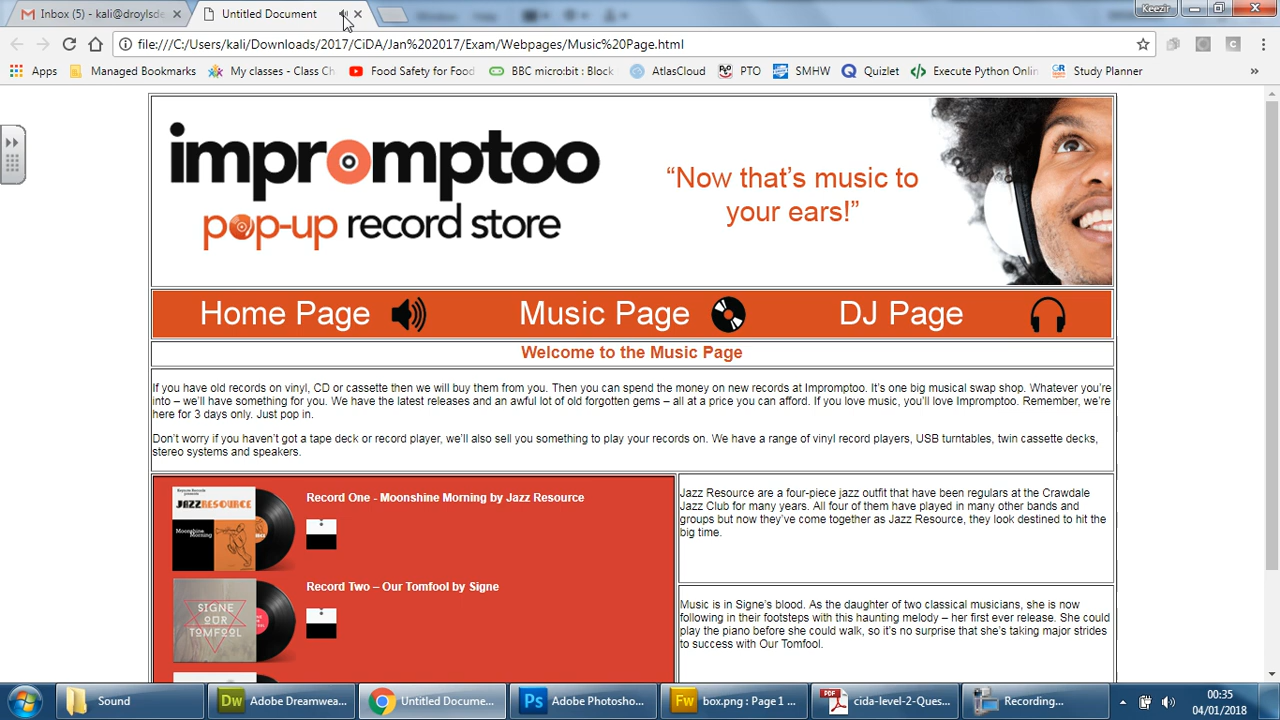 Inbox (5) - kali@droylsde
Untitled Document
Keezir
file:///C:/Users/kali/Downloads/2017/CiDA/Jan%202017/Exam/Webpages/Music%20Page.html
Apps
Managed Bookmarks
My classes - Class Ch
Food Safety for Food
BBC micro:bit : Block
AtlasCloud
PTO
SMHW
Quizlet
Execute Python Onlin
Study Planner
impromptoo
pop-up record store
“Now that’s music to
your ears!”
Home Page
Music Page
DJ Page
Welcome to the Music Page
If you have old records on vinyl, CD or cassette then we will buy them from you. Then you can spend the money on new records at Impromptoo. It’s one big musical swap shop. Whatever you’re
into – we’ll have something for you. We have the latest releases and an awful lot of old forgotten gems – all at a price you can afford. If you love music, you’ll love Impromptoo. Remember, we’re
here for 3 days only. Just pop in.
Don’t worry if you haven’t got a tape deck or record player, we’ll also sell you something to play your records on. We have a range of vinyl record players, USB turntables, twin cassette decks,
stereo systems and speakers.
JAZZRESOURCE
Moonshine
Morning
Record One - Moonshine Morning by Jazz Resource
Jazz Resource are a four-piece jazz outfit that have been regulars at the Crawdale
Jazz Club for many years. All four of them have played in many other bands and
groups but now they’ve come together as Jazz Resource, they look destined to hit the
big time.
SIGNE
OUR
TOMFOOL
Record Two – Our Tomfool by Signe
Music is in Signe’s blood. As the daughter of two classical musicians, she is now
following in their footsteps with this haunting melody – her first ever release. She could
play the piano before she could walk, so it’s no surprise that she’s taking major strides
to success with Our Tomfool.
Sound
Dw
Adobe Dreamwea...
Untitled Docume...
Ps
Adobe Photosho...
Fw
box.png : Page 1 ...
PDF
cida-level-2-Ques...
Recording...
00:35
04/01/2018